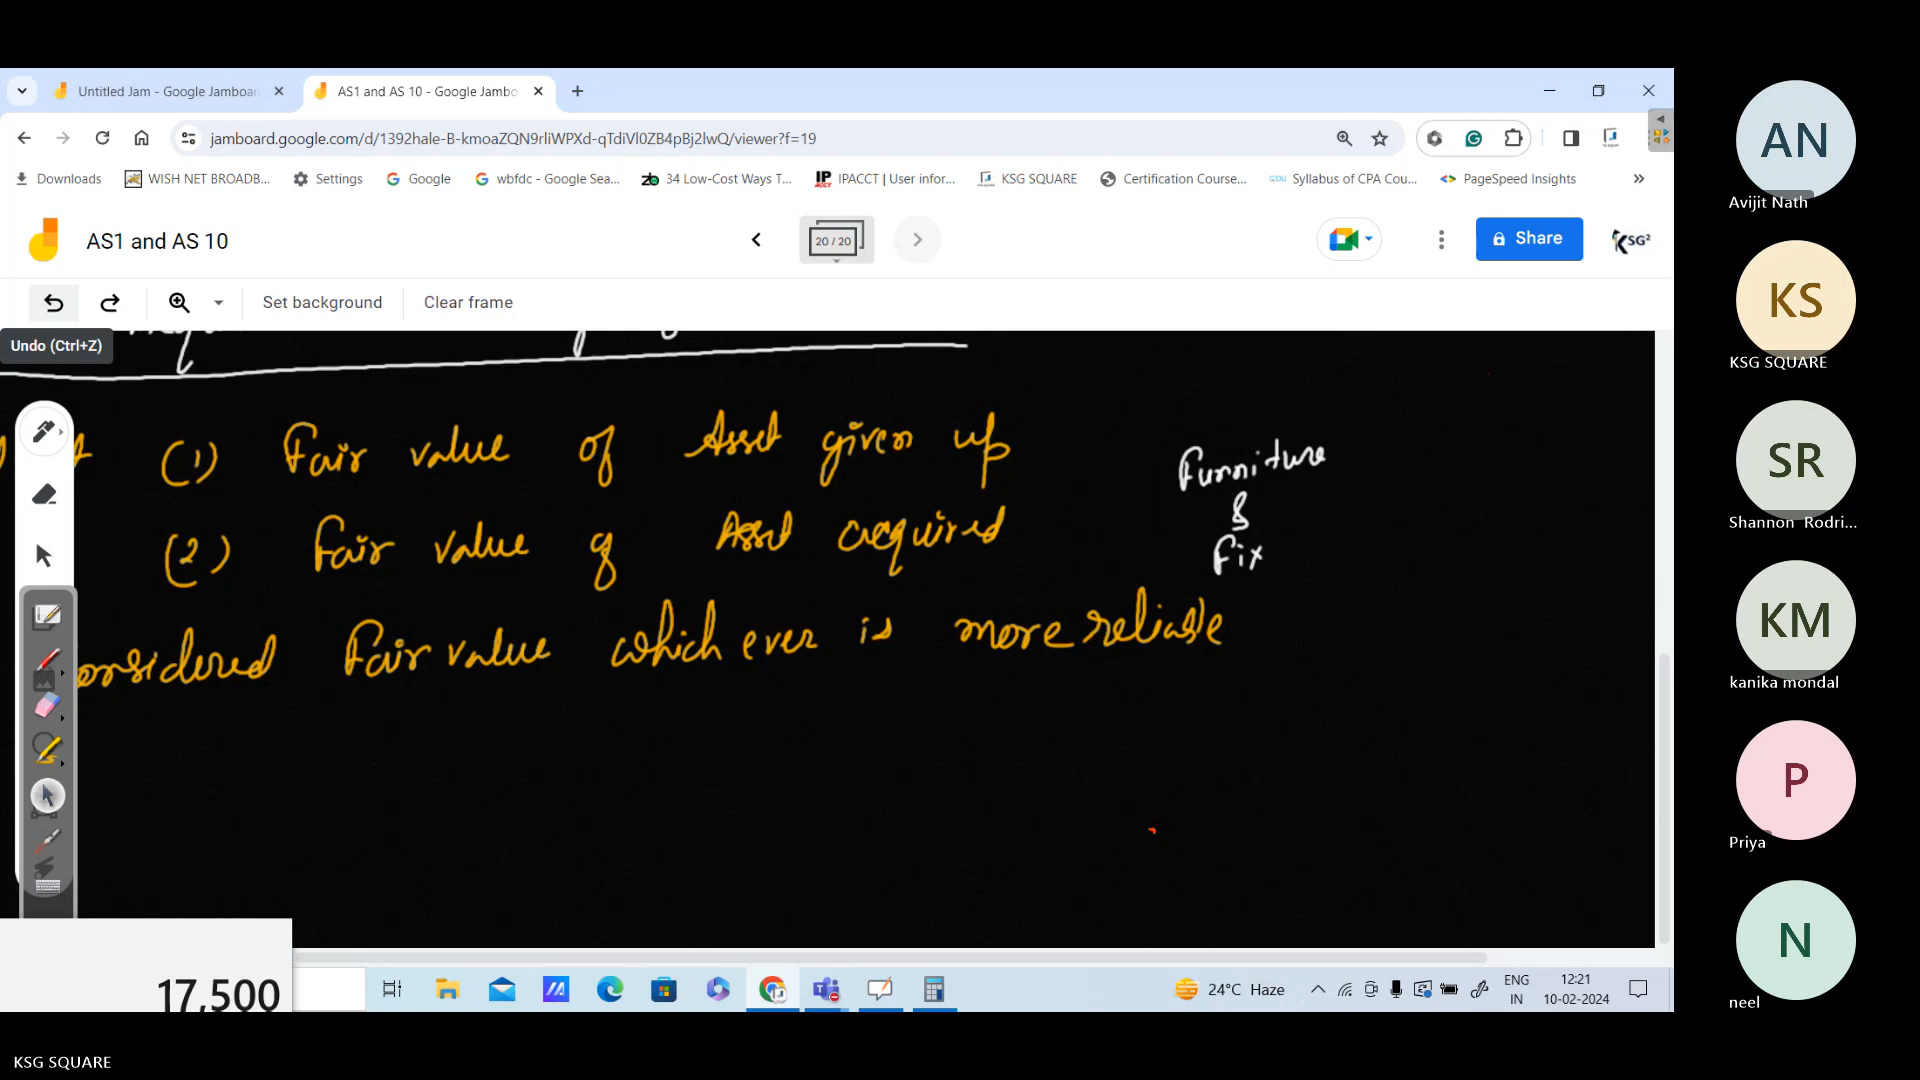 Untitled Jam - Google Jamboar
AS1 and AS 10 - Google Jambo
jamboard.google.com/d/1392hale-B-kmoaZQN9rliWPXd-qTdiVl0ZB4pBj2lwQ/viewer?f=19
Downloads
WISH NET BROADB...
Settings
Google
wbfdc - Google Sea...
34 Low-Cost Ways T...
IPACCT | User infor...
KSG SQUARE
Certification Course...
Syllabus of CPA Cou...
PageSpeed Insights
AS1 and AS 10
20 / 20
Share
KSG²
Set background
Clear frame
Undo (Ctrl+Z)
(1) Fair value of Asset given up
(2) Fair value of Asset acquired
onsidered Fair value which ever is more reliable
Furniture
&
Fix
17,500
24°C Haze
ENG
IN
12:21
10-02-2024
AN
Avijit Nath
KS
KSG SQUARE
SR
Shannon Rodri...
KM
kanika mondal
P
Priya
N
neel
KSG SQUARE